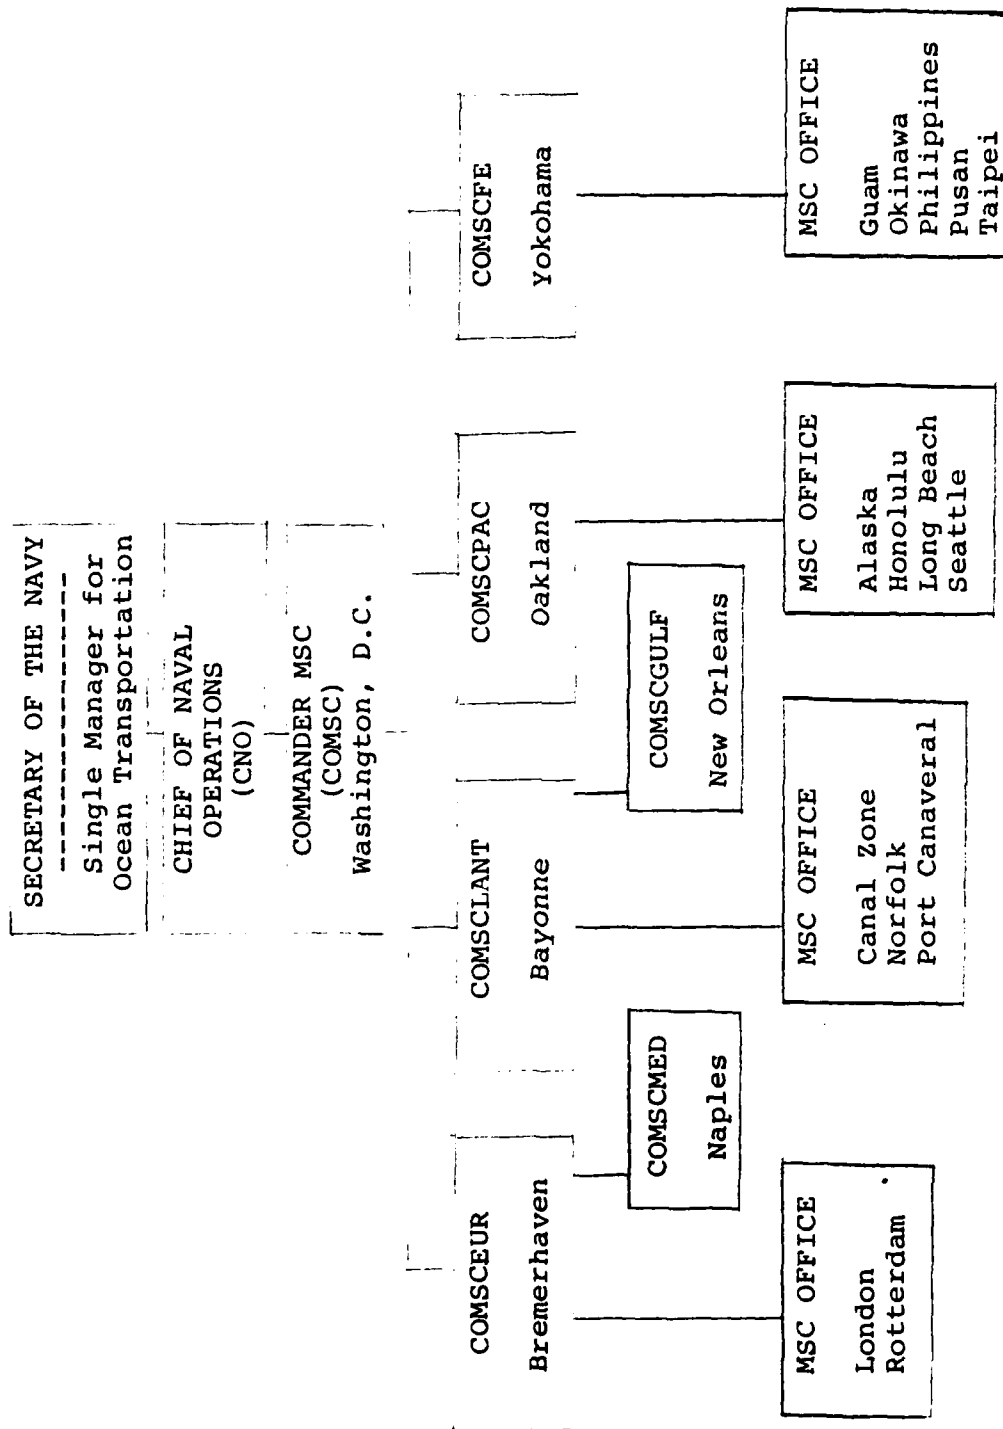 SECRETARY OF THE NAVY
-----------------
Single Manager for
Ocean Transportation
CHIEF OF NAVAL
OPERATIONS
(CNO)
COMMANDER MSC
(COMSC)
Washington, D.C.
COMSCEUR
Bremerhaven
COMSCLANT
Bayonne
COMSCPAC
Oakland
COMSCFE
Yokohama
COMSCMED
Naples
COMSCGULF
New Orleans
MSC OFFICE
London
Rotterdam
MSC OFFICE
Canal Zone
Norfolk
Port Canaveral
MSC OFFICE
Alaska
Honolulu
Long Beach
Seattle
MSC OFFICE
Guam
Okinawa
Philippines
Pusan
Taipei